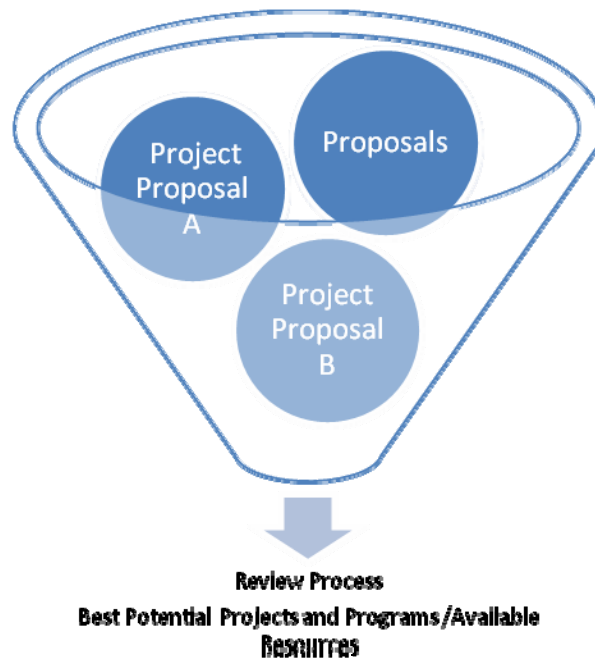 Project
Proposal
A
Proposals
Project
Proposal
B
Review Process
Best Potential Projects and Programs/Available
Resources